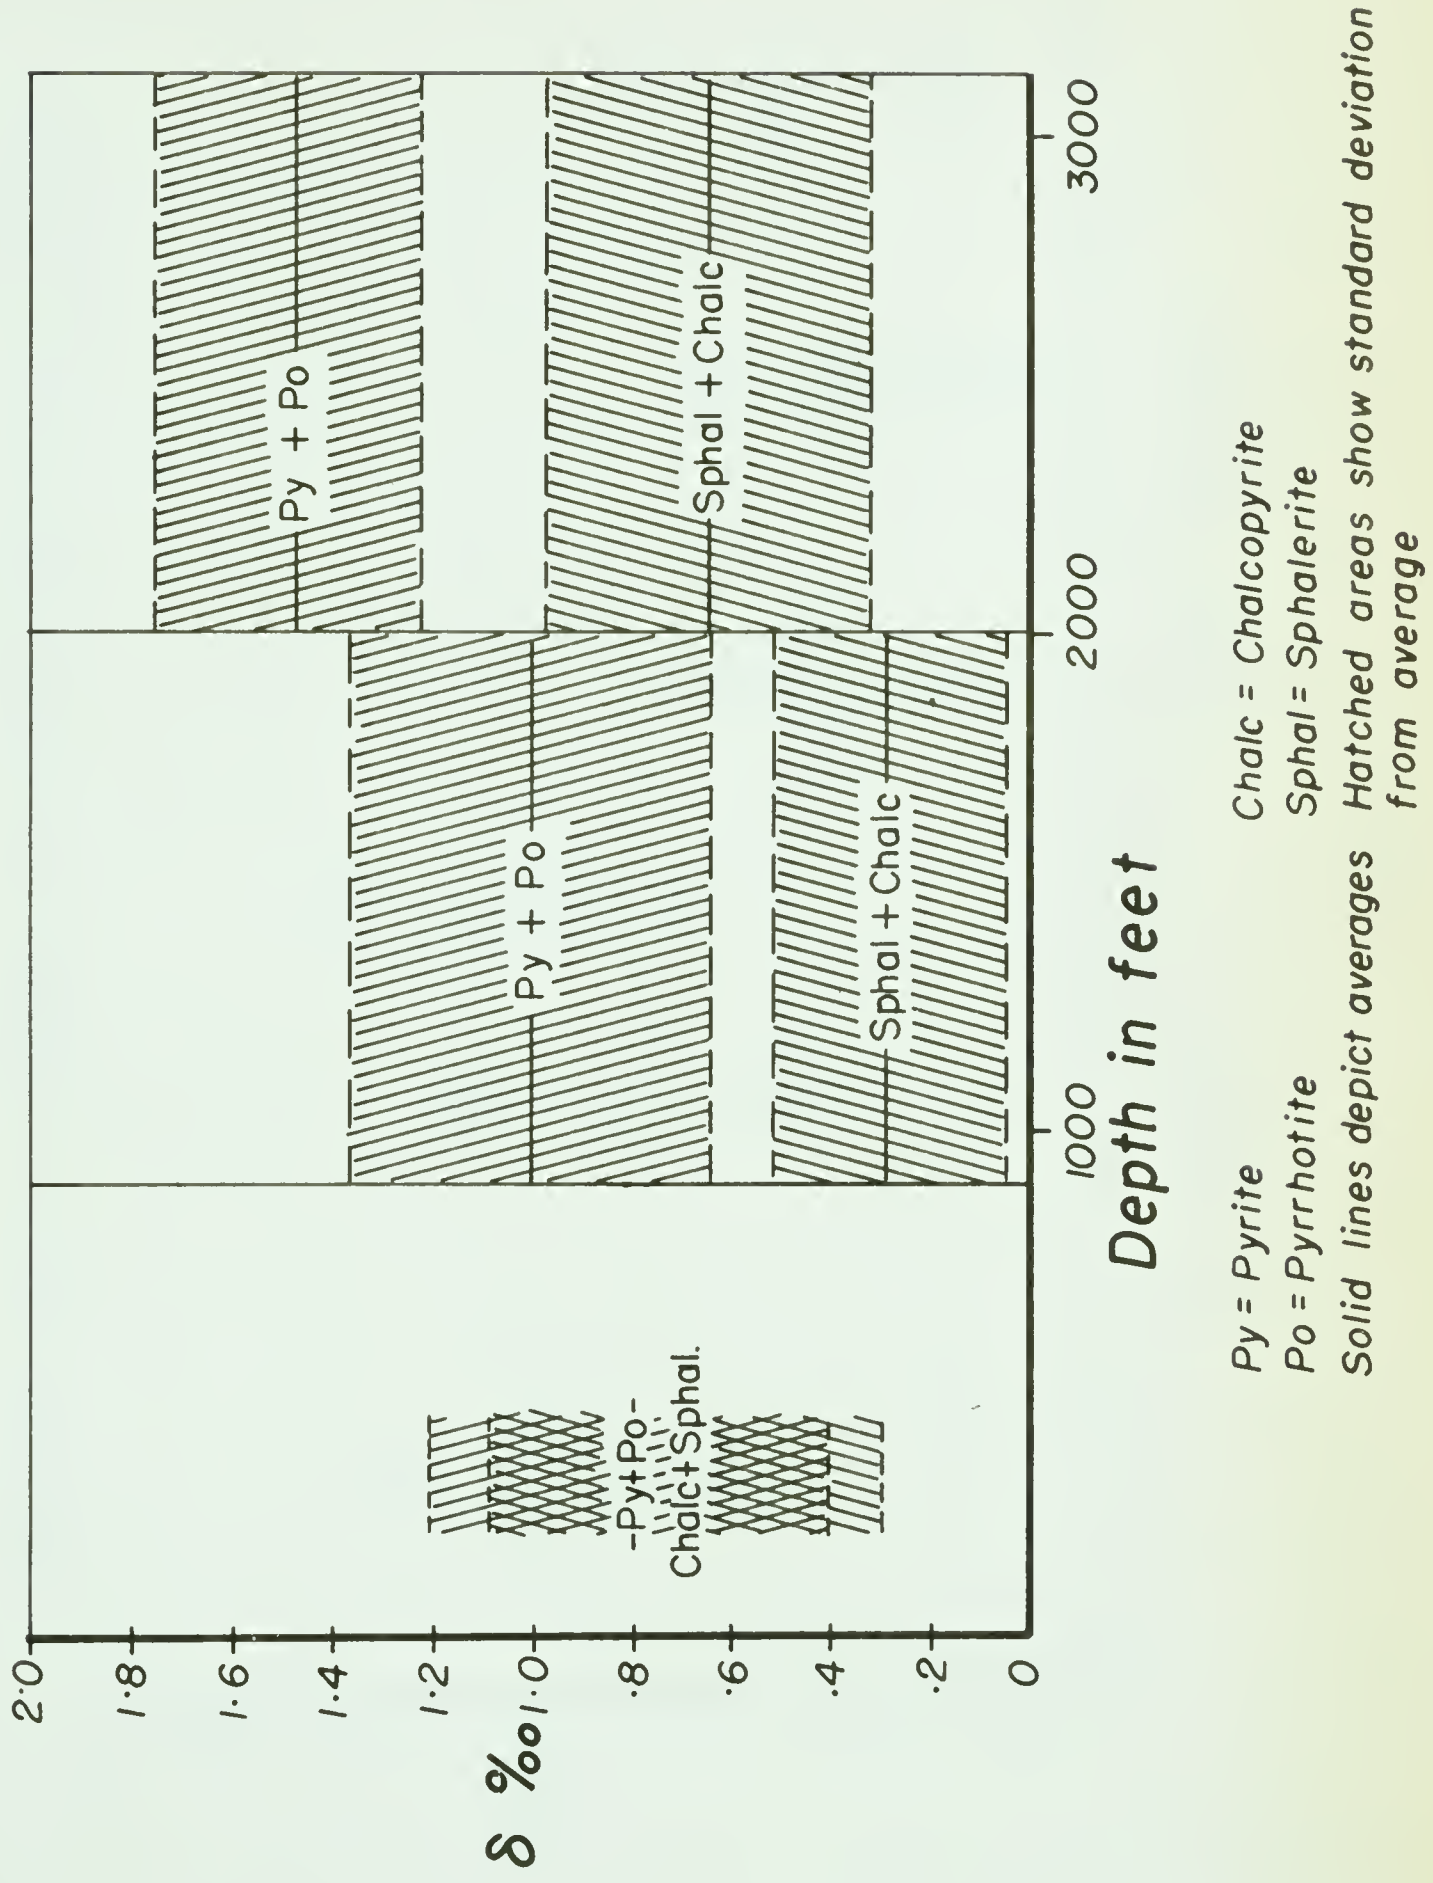 2.0
1.8
1.6
1.4
1.2
1.0
.8
.6
.4
.2
0
δ ‰
-Py+Po-
Chalc+Sphal.
Py + Po
Sphal + Chalc
Py + Po
Sphal + Chalc
1000
2000
3000
Depth in feet
Py = Pyrite
Chalc = Chalcopyrite
Po = Pyrrhotite
Sphal = Sphalerite
Solid lines depict averages Hatched areas show standard deviation
from average